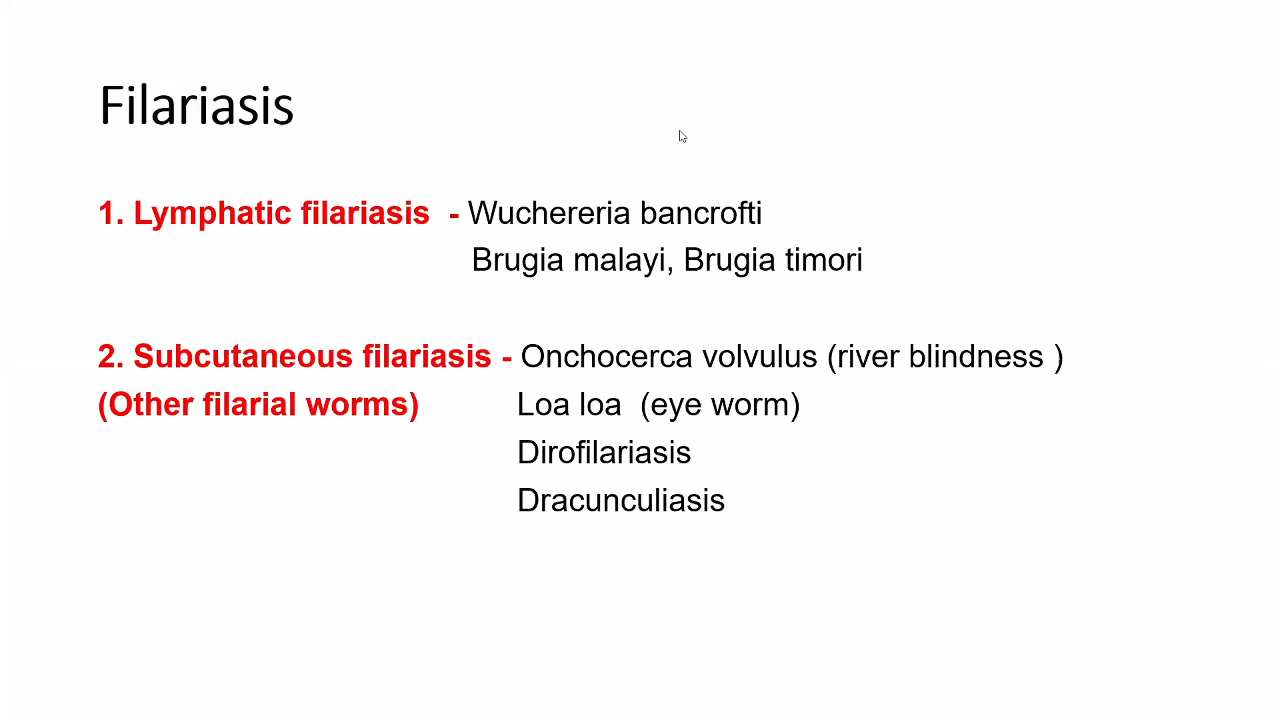 Filariasis
1. Lymphatic filariasis - Wuchereria bancrofti
Brugia malayi, Brugia timori
2. Subcutaneous filariasis - Onchocerca volvulus (river blindness )
(Other filarial worms) Loa loa (eye worm)
Dirofilariasis
Dracunculiasis